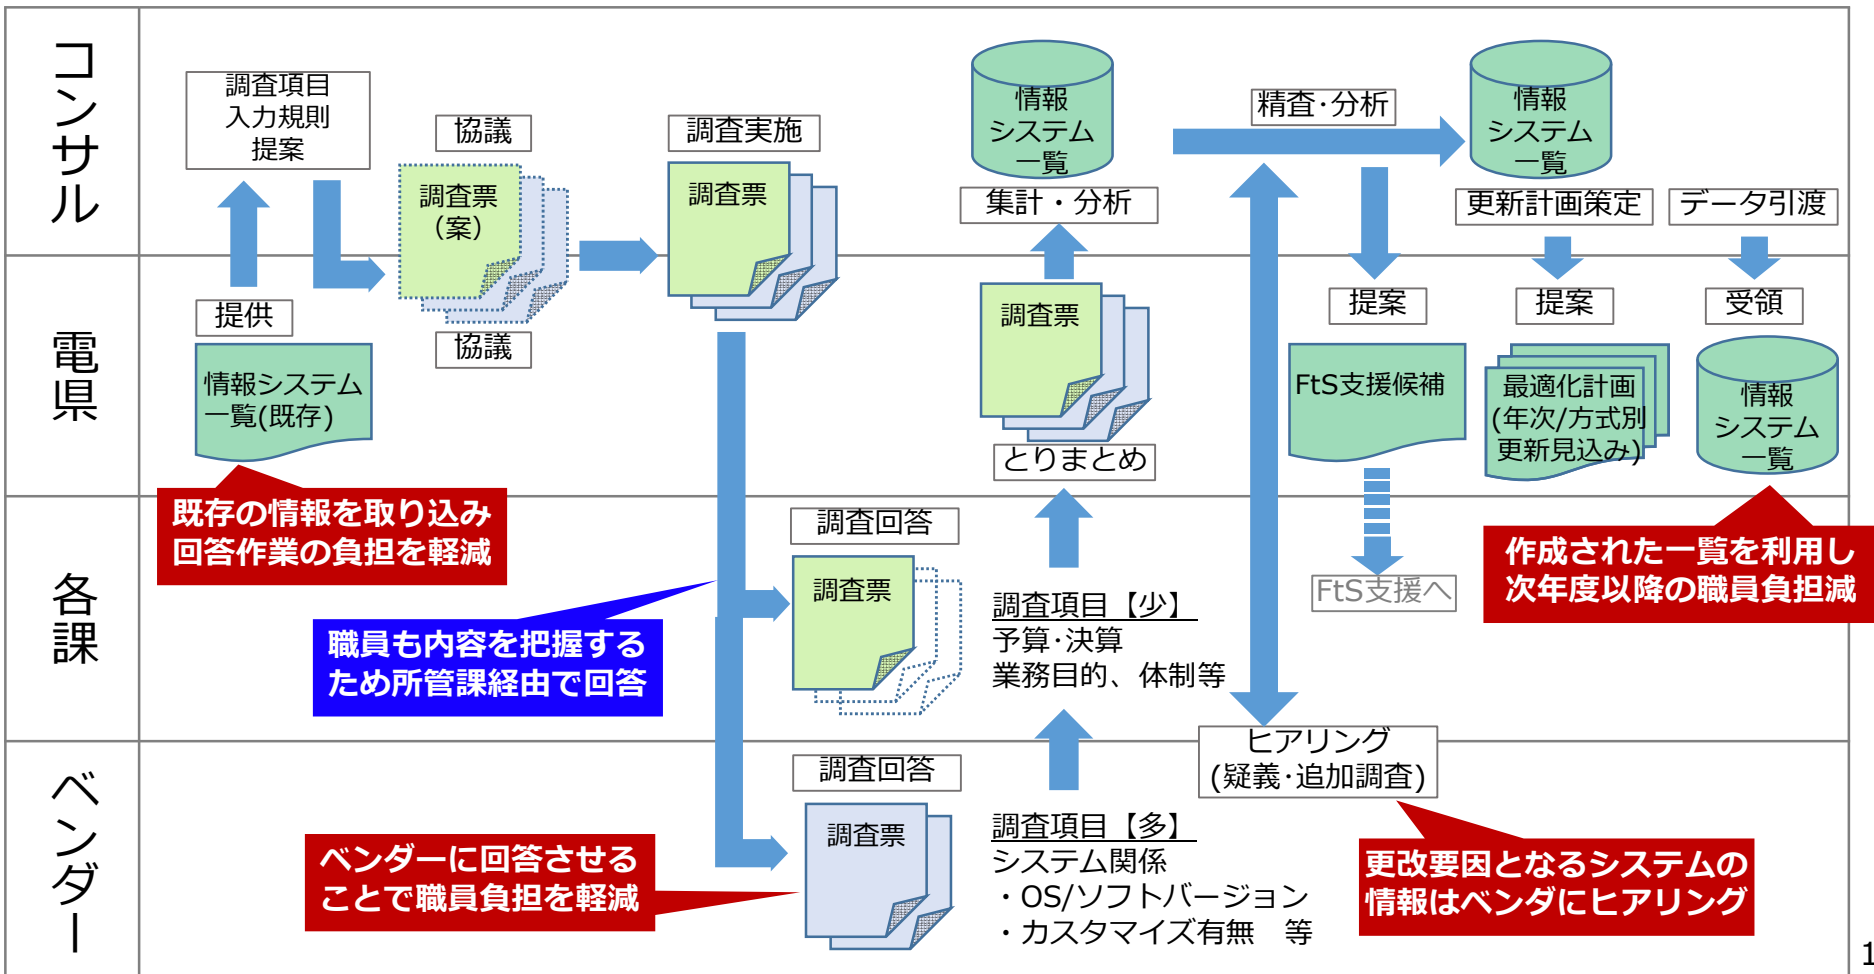 コンサル
調査項目
入力規則
提案
協議
調査票
（案）
調査実施
調査票
情報
システム
一覧
集計・分析
精査･分析
情報
システム
一覧
更新計画策定
データ引渡
電県
提供
情報システム
一覧(既存)
協議
調査票
とりまとめ
提案
FtS支援候補
提案
最適化計画
(年次/方式別
更新見込み)
受領
情報
システム
一覧
既存の情報を取り込み
回答作業の負担を軽減
各課
調査回答
調査票
職員も内容を把握する
ため所管課経由で回答
調査項目【少】
予算･決算
業務目的、体制等
FtS支援へ
作成された一覧を利用し
次年度以降の職員負担減
ベンダー
調査回答
調査票
ベンダーに回答させる
ことで職員負担を軽減
調査項目【多】
システム関係
・OS/ソフトバージョン
・カスタマイズ有無　等
ヒアリング
(疑義･追加調査)
更改要因となるシステムの
情報はベンダにヒアリング
1